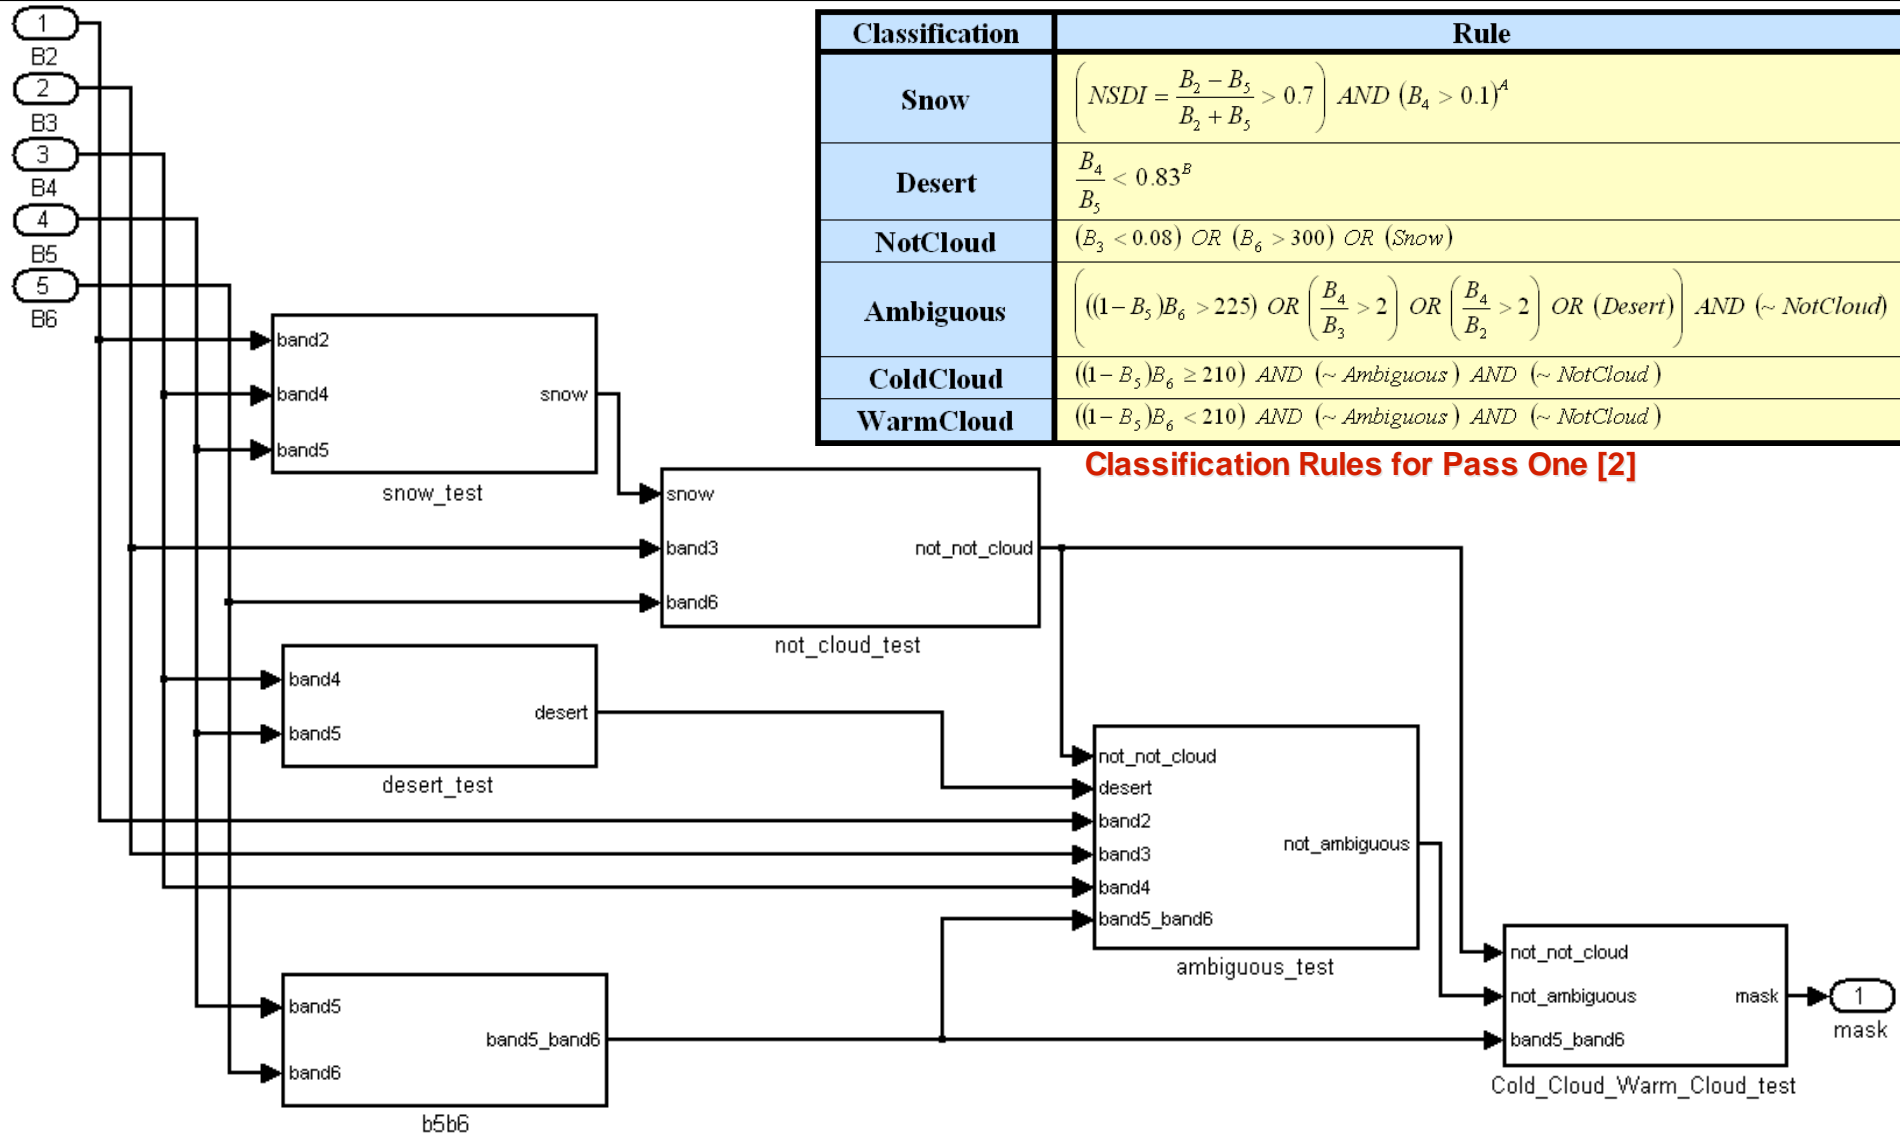 1
B2
2
B3
3
B4
4
B5
5
B6
Classification Rule
Snow (NSDI = (B₂ − B₅)/(B₂ + B₅) > 0.7) AND (B₄ > 0.1)ᴬ
Desert B₄/B₅ < 0.83ᴮ
NotCloud (B₃ < 0.08) OR (B₆ > 300) OR (Snow)
Ambiguous (((1−B₅)B₆ > 225) OR (B₄/B₃ > 2) OR (B₄/B₂ > 2) OR (Desert)) AND (~ NotCloud)
ColdCloud ((1−B₅)B₆ ≥ 210) AND (~ Ambiguous) AND (~ NotCloud)
WarmCloud ((1−B₅)B₆ < 210) AND (~ Ambiguous) AND (~ NotCloud)
Classification Rules for Pass One [2]
band2
band4
band5
snow
snow_test
snow
band3
band6
not_not_cloud
not_cloud_test
band4
band5
desert
desert_test
not_not_cloud
desert
band2
band3
band4
band5_band6
not_ambiguous
ambiguous_test
band5
band6
band5_band6
b5b6
not_not_cloud
not_ambiguous
band5_band6
mask
Cold_Cloud_Warm_Cloud_test
1
mask